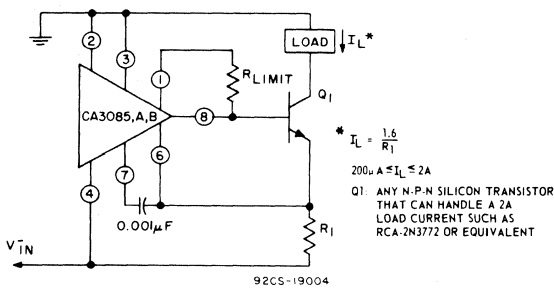 LOAD
I_L*
② ③ ①
R_LIMIT
Q1
CA3085,A,B
⑧
* I_L = 1.6/R1
200μA ≤ I_L ≤ 2A
⑥
⑦
④
0.001μF
Q1: ANY N-P-N SILICON TRANSISTOR
THAT CAN HANDLE A 2A
LOAD CURRENT SUCH AS
RCA-2N3772 OR EQUIVALENT
R1
V⁻IN
92CS-19004